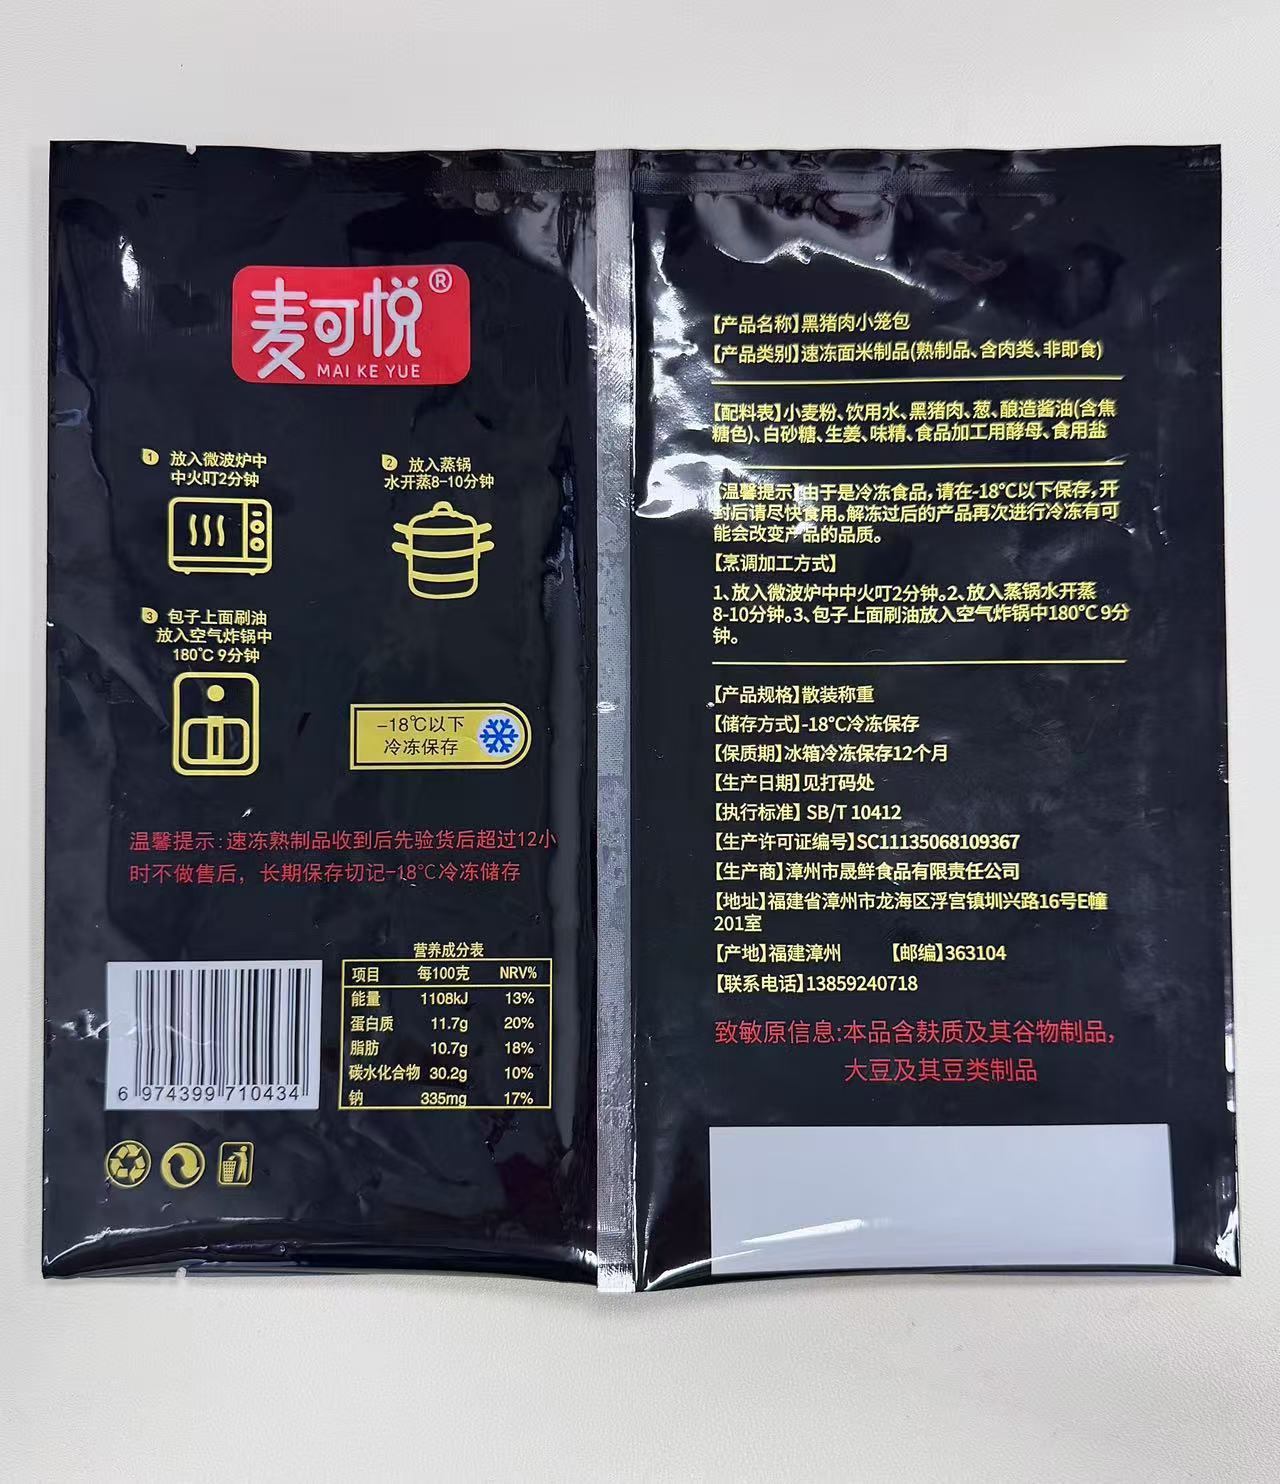 麦可悦®
MAI KE YUE
1 放入微波炉中
中火叮2分钟
2 放入蒸锅
水开蒸8-10分钟
3 包子上面刷油
放入空气炸锅中
180℃ 9分钟
-18℃以下
冷冻保存
温馨提示:速冻熟制品收到后先验货后超过12小
时不做售后，长期保存切记-18℃冷冻储存
营养成分表
项目 每100克 NRV%
能量 1108kJ 13%
蛋白质 11.7g 20%
脂肪 10.7g 18%
碳水化合物 30.2g 10%
钠 335mg 17%
6 974399 710434
【产品名称】黑猪肉小笼包
【产品类别】速冻面米制品(熟制品、含肉类、非即食)
【配料表】小麦粉、饮用水、黑猪肉、葱、酿造酱油(含焦
糖色)、白砂糖、生姜、味精、食品加工用酵母、食用盐
【温馨提示】由于是冷冻食品,请在-18℃以下保存,开
封后请尽快食用。解冻过后的产品再次进行冷冻有可
能会改变产品的品质。
【烹调加工方式】
1、放入微波炉中中火叮2分钟。2、放入蒸锅水开蒸
8-10分钟。3、包子上面刷油放入空气炸锅中180℃ 9分
钟。
【产品规格】散装称重
【储存方式】-18℃冷冻保存
【保质期】冰箱冷冻保存12个月
【生产日期】见打码处
【执行标准】SB/T 10412
【生产许可证编号】SC11135068109367
【生产商】漳州市晟鲜食品有限责任公司
【地址】福建省漳州市龙海区浮宫镇圳兴路16号E幢
201室
【产地】福建漳州 【邮编】363104
【联系电话】13859240718
致敏原信息:本品含麸质及其谷物制品，
大豆及其豆类制品